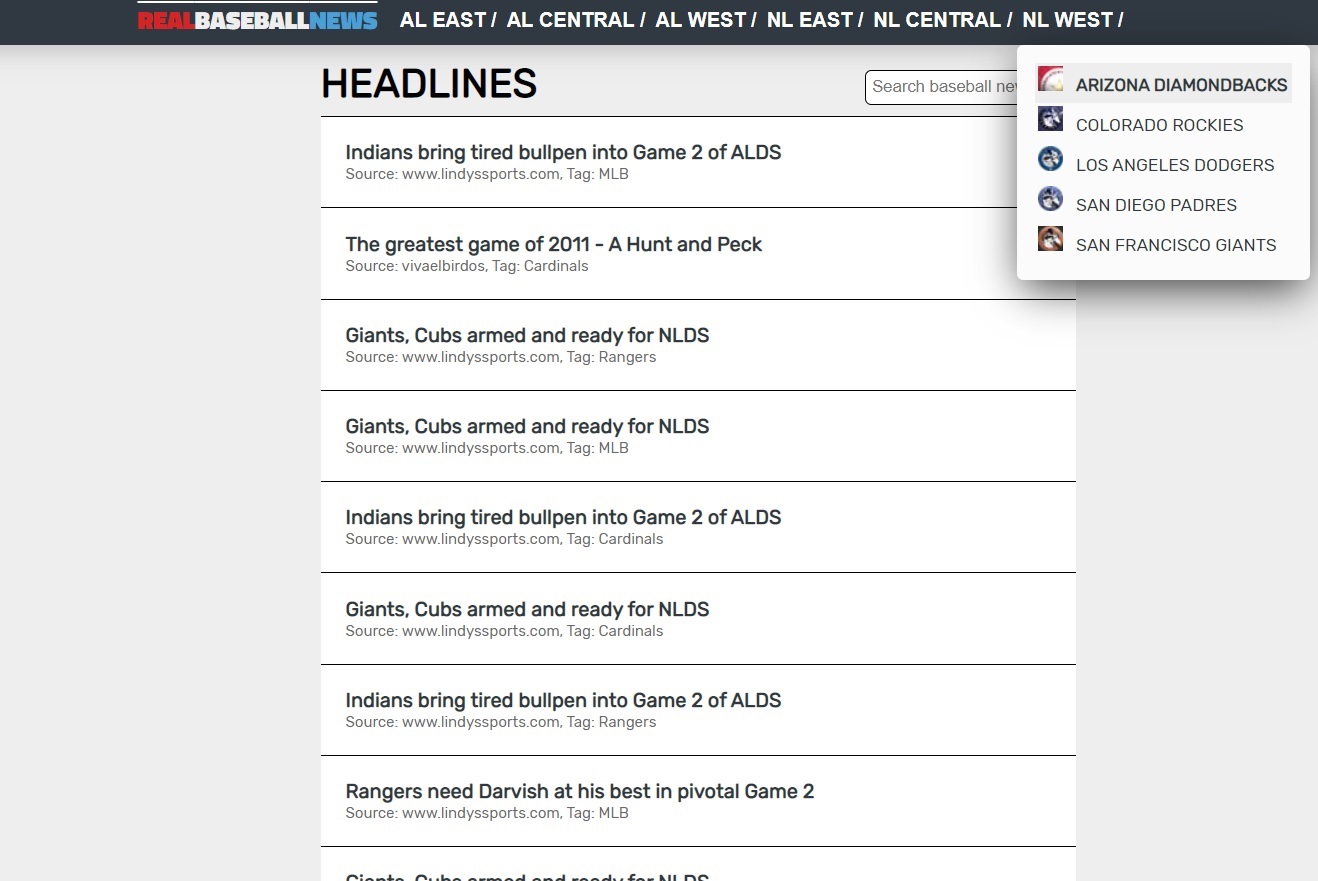 REALBASEBALLNEWS AL EAST / AL CENTRAL / AL WEST / NL EAST / NL CENTRAL / NL WEST /
HEADLINES
Search baseball ne
ARIZONA DIAMONDBACKS
COLORADO ROCKIES
LOS ANGELES DODGERS
SAN DIEGO PADRES
SAN FRANCISCO GIANTS
Indians bring tired bullpen into Game 2 of ALDS
Source: www.lindyssports.com, Tag: MLB
The greatest game of 2011 - A Hunt and Peck
Source: vivaelbirdos, Tag: Cardinals
Giants, Cubs armed and ready for NLDS
Source: www.lindyssports.com, Tag: Rangers
Giants, Cubs armed and ready for NLDS
Source: www.lindyssports.com, Tag: MLB
Indians bring tired bullpen into Game 2 of ALDS
Source: www.lindyssports.com, Tag: Cardinals
Giants, Cubs armed and ready for NLDS
Source: www.lindyssports.com, Tag: Cardinals
Indians bring tired bullpen into Game 2 of ALDS
Source: www.lindyssports.com, Tag: Rangers
Rangers need Darvish at his best in pivotal Game 2
Source: www.lindyssports.com, Tag: MLB
Giants, Cubs armed and ready for NLDS